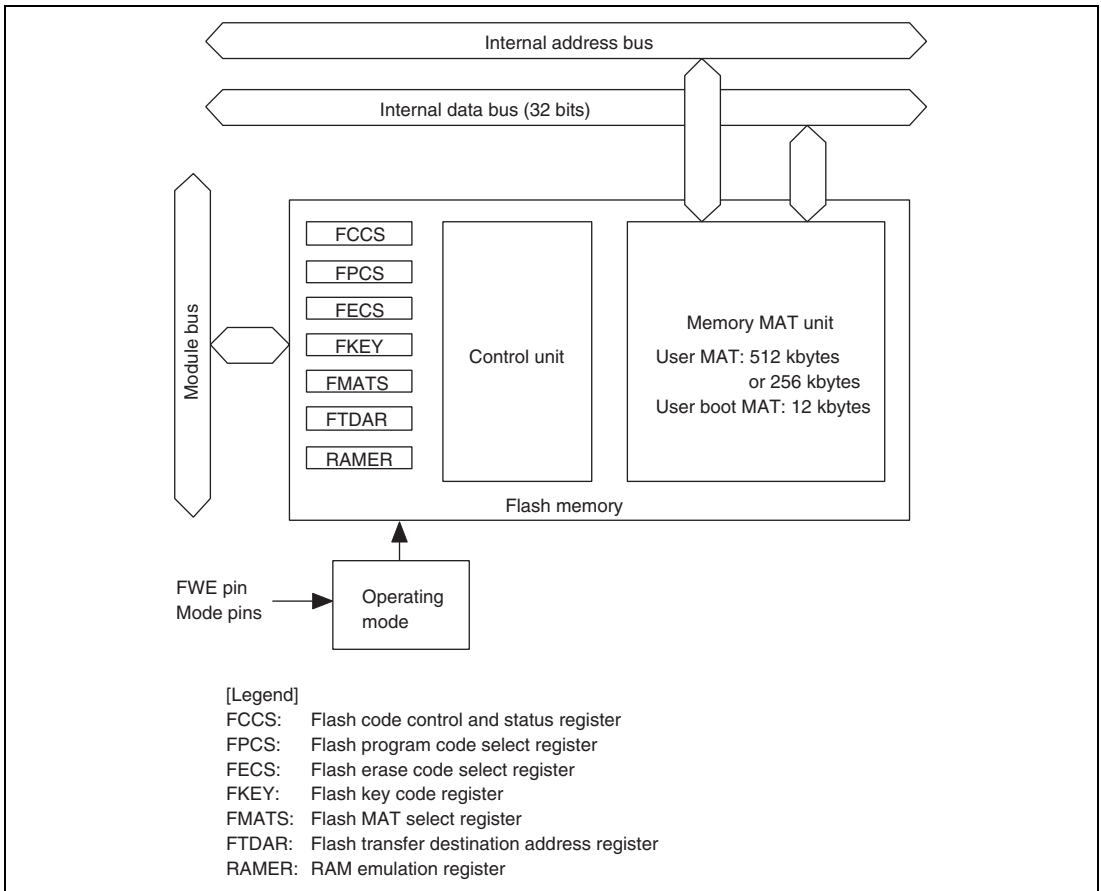 Internal address bus
Internal data bus (32 bits)
Module bus
FCCS
FPCS
FECS
FKEY
FMATS
FTDAR
RAMER
Control unit
Memory MAT unit
User MAT: 512 kbytes
or 256 kbytes
User boot MAT: 12 kbytes
Flash memory
FWE pin
Mode pins
Operating
mode
[Legend]
FCCS: Flash code control and status register
FPCS: Flash program code select register
FECS: Flash erase code select register
FKEY: Flash key code register
FMATS: Flash MAT select register
FTDAR: Flash transfer destination address register
RAMER: RAM emulation register